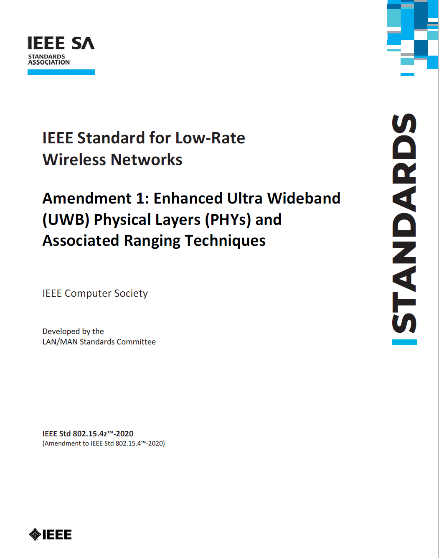 IEEE SA
STANDARDS
ASSOCIATION
STANDARDS
IEEE Standard for Low-Rate
Wireless Networks
Amendment 1: Enhanced Ultra Wideband
(UWB) Physical Layers (PHYs) and
Associated Ranging Techniques
IEEE Computer Society
Developed by the
LAN/MAN Standards Committee
IEEE Std 802.15.4z™-2020
(Amendment to IEEE Std 802.15.4™-2020)
IEEE